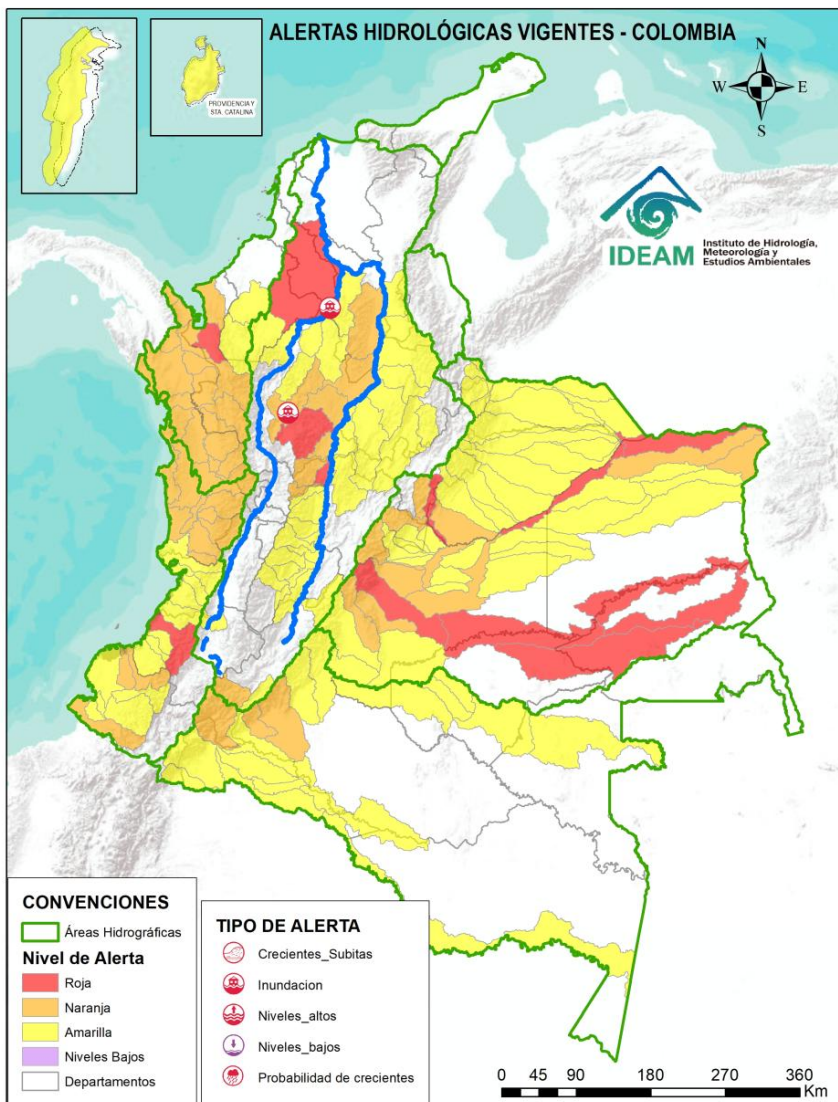 ALERTAS HIDROLÓGICAS VIGENTES - COLOMBIA
PROVIDENCIA Y
STA. CATALINA
N
W
E
S
IDEAM
Instituto de Hidrología,
Meteorología y
Estudios Ambientales
CONVENCIONES
Áreas Hidrográficas
Nivel de Alerta
Roja
Naranja
Amarilla
Niveles Bajos
Departamentos
TIPO DE ALERTA
Crecientes_Subitas
Inundacion
Niveles_altos
Niveles_bajos
Probabilidad de crecientes
0 45 90 180 270 360
Km